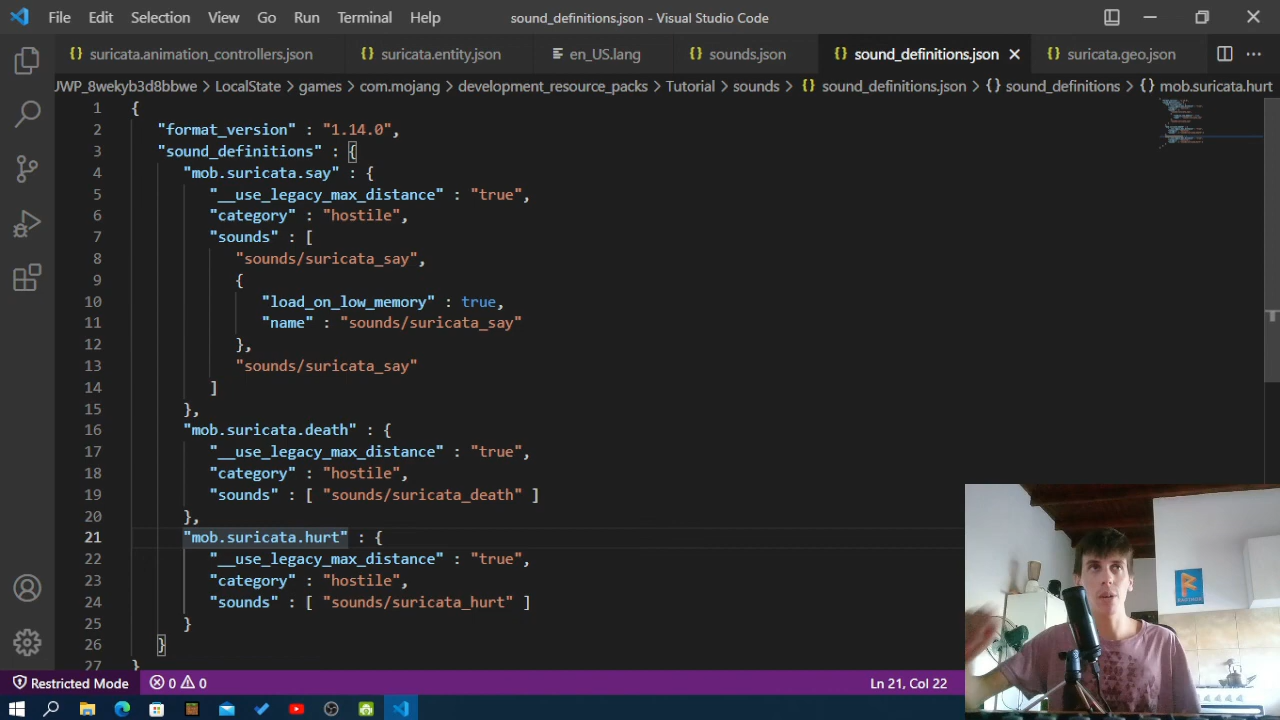 File Edit Selection View Go Run Terminal Help sound_definitions.json - Visual Studio Code
suricata.animation_controllers.json suricata.entity.json en_US.lang sounds.json sound_definitions.json suricata.geo.json
JWP_8wekyb3d8bbwe > LocalState > games > com.mojang > development_resource_packs > Tutorial > sounds > {} sound_definitions.json > {} sound_definitions > {} mob.suricata.hurt
1 {
2 "format_version" : "1.14.0",
3 "sound_definitions" : {
4 "mob.suricata.say" : {
5 "__use_legacy_max_distance" : "true",
6 "category" : "hostile",
7 "sounds" : [
8 "sounds/suricata_say",
9 {
10 "load_on_low_memory" : true,
11 "name" : "sounds/suricata_say"
12 },
13 "sounds/suricata_say"
14 ]
15 },
16 "mob.suricata.death" : {
17 "__use_legacy_max_distance" : "true",
18 "category" : "hostile",
19 "sounds" : [ "sounds/suricata_death" ]
20 },
21 "mob.suricata.hurt" : {
22 "__use_legacy_max_distance" : "true",
23 "category" : "hostile",
24 "sounds" : [ "sounds/suricata_hurt" ]
25 }
26 }
27 }
Restricted Mode 0 0 Ln 21, Col 22